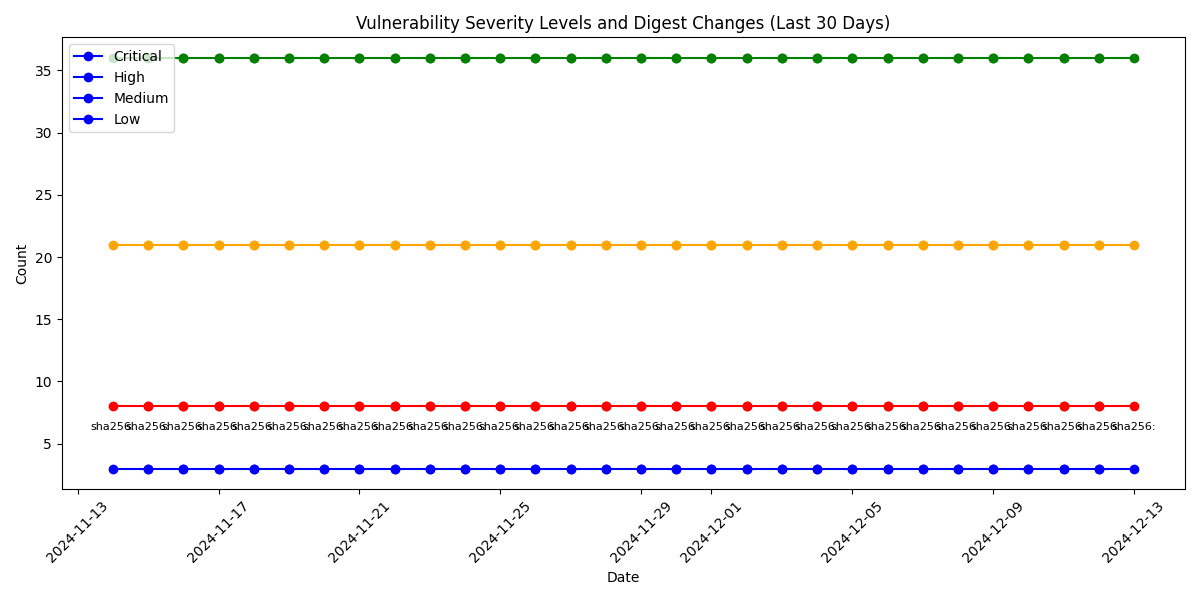 Vulnerability Severity Levels and Digest Changes (Last 30 Days)
Critical
High
Medium
Low
35
30
25
20
15
10
5
Count
sha256: sha256: sha256: sha256: sha256: sha256: sha256: sha256: sha256: sha256: sha256: sha256: sha256: sha256: sha256: sha256: sha256: sha256: sha256: sha256: sha256: sha256: sha256: sha256: sha256: sha256: sha256: sha256: sha256: sha256:
2024-11-13
2024-11-17
2024-11-21
2024-11-25
2024-11-29
2024-12-01
2024-12-05
2024-12-09
2024-12-13
Date